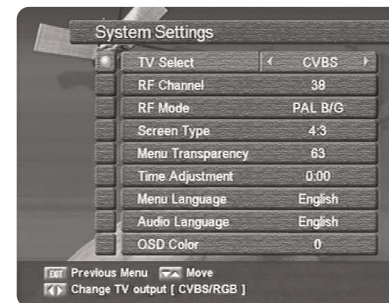 System Settings
TV Select CVBS
RF Channel 38
RF Mode PAL B/G
Screen Type 4:3
Menu Transparency 63
Time Adjustment 0:00
Menu Language English
Audio Language English
OSD Color 0
EXIT Previous Menu Move
Change TV output [ CVBS/RGB ]